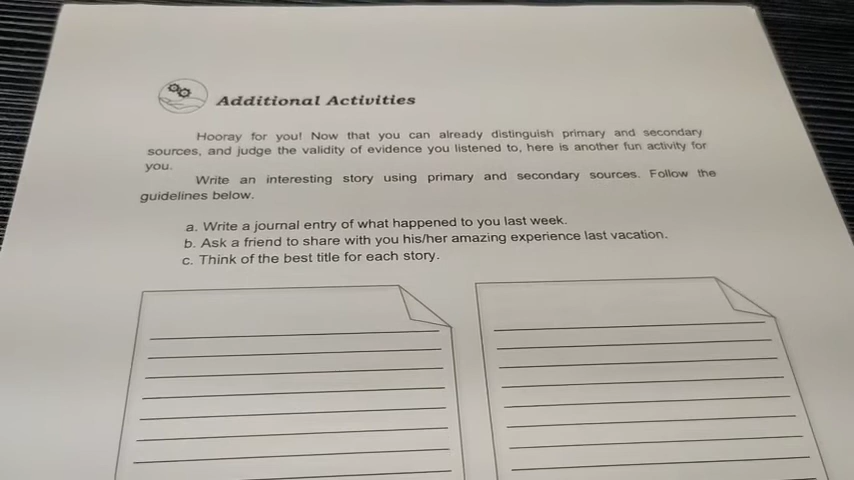 Additional Activities
Hooray for you! Now that you can already distinguish primary and secondary
sources, and judge the validity of evidence you listened to, here is another fun activity for
you.
Write an interesting story using primary and secondary sources. Follow the
guidelines below.
a. Write a journal entry of what happened to you last week.
b. Ask a friend to share with you his/her amazing experience last vacation.
c. Think of the best title for each story.